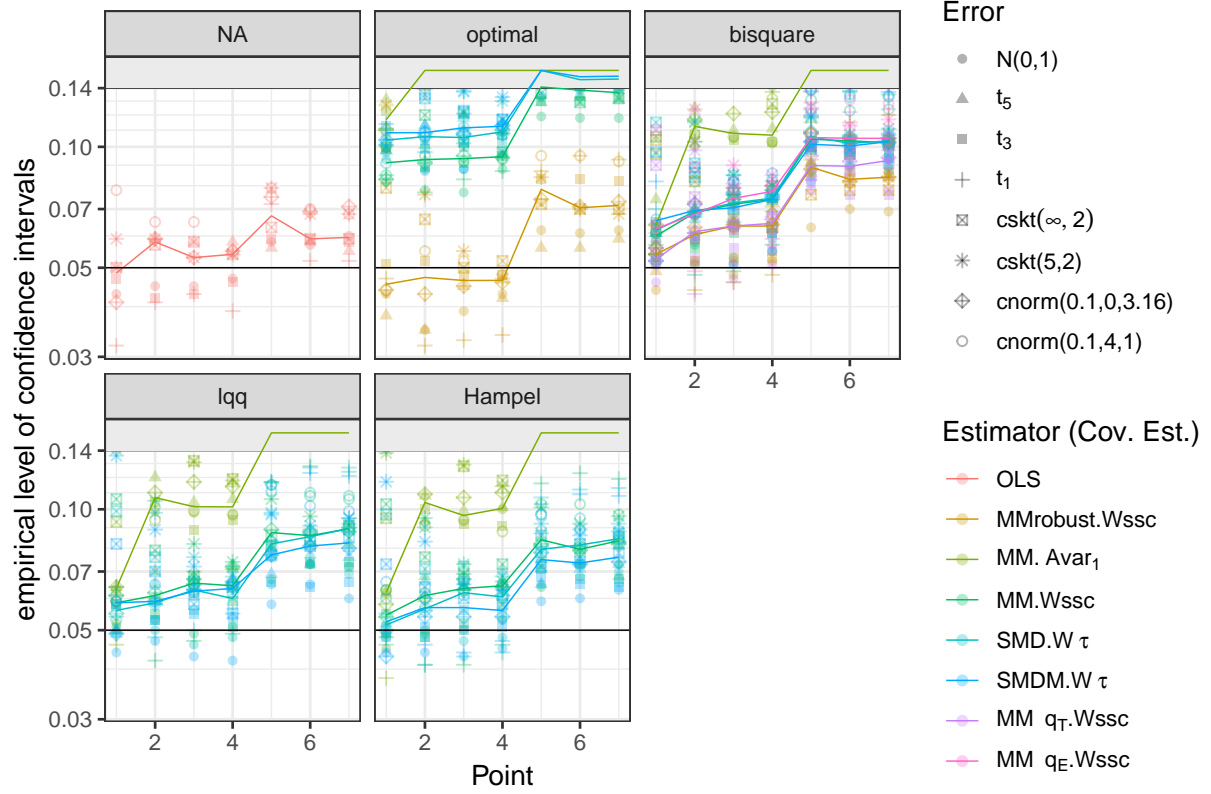 NA
optimal
bisquare
0.14
0.10
0.07
0.05
0.03
2
4
6
lqq
Hampel
0.14
0.10
0.07
0.05
0.03
2
4
6
2
4
6
Point
empirical level of confidence intervals
Error
N(0,1)
t₅
t₃
t₁
cskt(∞, 2)
cskt(5,2)
cnorm(0.1,0,3.16)
cnorm(0.1,4,1)
Estimator (Cov. Est.)
OLS
MMrobust.Wssc
MM. Avar₁
MM.Wssc
SMD.W τ
SMDM.W τ
MM q_T.Wssc
MM q_E.Wssc